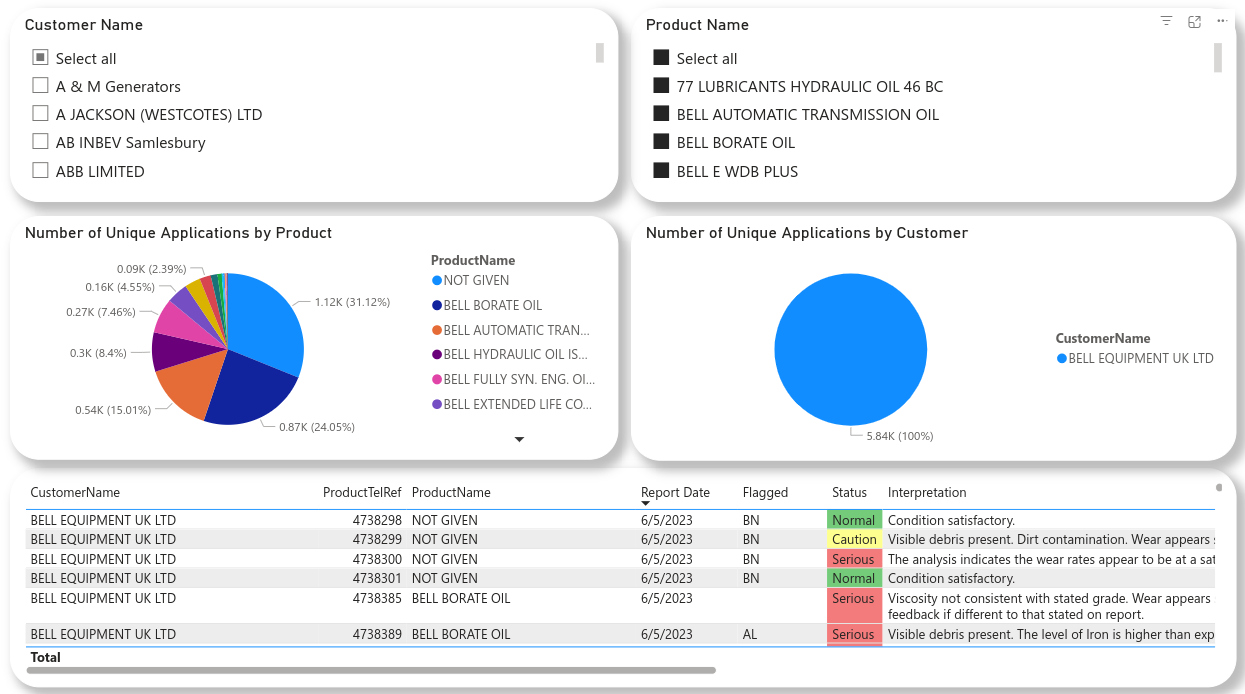 Customer Name
Select all
A & M Generators
A JACKSON (WESTCOTES) LTD
AB INBEV Samlesbury
ABB LIMITED
Product Name
Select all
77 LUBRICANTS HYDRAULIC OIL 46 BC
BELL AUTOMATIC TRANSMISSION OIL
BELL BORATE OIL
BELL E WDB PLUS
Number of Unique Applications by Product
0.09K (2.39%)
0.16K (4.55%)
0.27K (7.46%)
0.3K (8.4%)
0.54K (15.01%)
0.87K (24.05%)
1.12K (31.12%)
ProductName
NOT GIVEN
BELL BORATE OIL
BELL AUTOMATIC TRAN...
BELL HYDRAULIC OIL IS...
BELL FULLY SYN. ENG. OI...
BELL EXTENDED LIFE CO...
Number of Unique Applications by Customer
5.84K (100%)
CustomerName
BELL EQUIPMENT UK LTD
CustomerName ProductTelRef ProductName Report Date Flagged Status Interpretation
BELL EQUIPMENT UK LTD 4738298 NOT GIVEN 6/5/2023 BN Normal Condition satisfactory.
BELL EQUIPMENT UK LTD 4738299 NOT GIVEN 6/5/2023 BN Caution Visible debris present. Dirt contamination. Wear appears
BELL EQUIPMENT UK LTD 4738300 NOT GIVEN 6/5/2023 BN Serious The analysis indicates the wear rates appear to be at a sat
BELL EQUIPMENT UK LTD 4738301 NOT GIVEN 6/5/2023 BN Normal Condition satisfactory.
BELL EQUIPMENT UK LTD 4738385 BELL BORATE OIL 6/5/2023 Serious Viscosity not consistent with stated grade. Wear appears
feedback if different to that stated on report.
BELL EQUIPMENT UK LTD 4738389 BELL BORATE OIL 6/5/2023 AL Serious Visible debris present. The level of Iron is higher than exp
Total